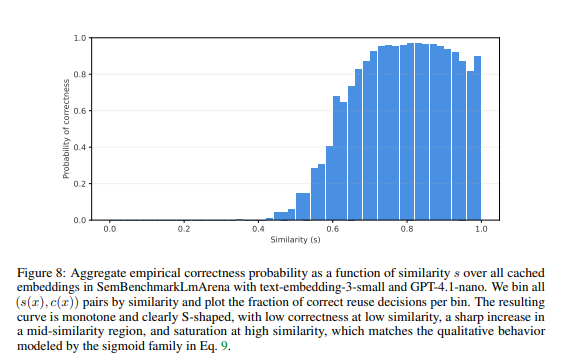 1.0
0.8
0.6
0.4
0.2
0.0
Probability of correctness
0.0 0.2 0.4 0.6 0.8 1.0
Similarity (s)
Figure 8: Aggregate empirical correctness probability as a function of similarity s over all cached
embeddings in SemBenchmarkLmArena with text-embedding-3-small and GPT-4.1-nano. We bin all
(s(x), c(x)) pairs by similarity and plot the fraction of correct reuse decisions per bin. The resulting
curve is monotone and clearly S-shaped, with low correctness at low similarity, a sharp increase in
a mid-similarity region, and saturation at high similarity, which matches the qualitative behavior
modeled by the sigmoid family in Eq. 9.